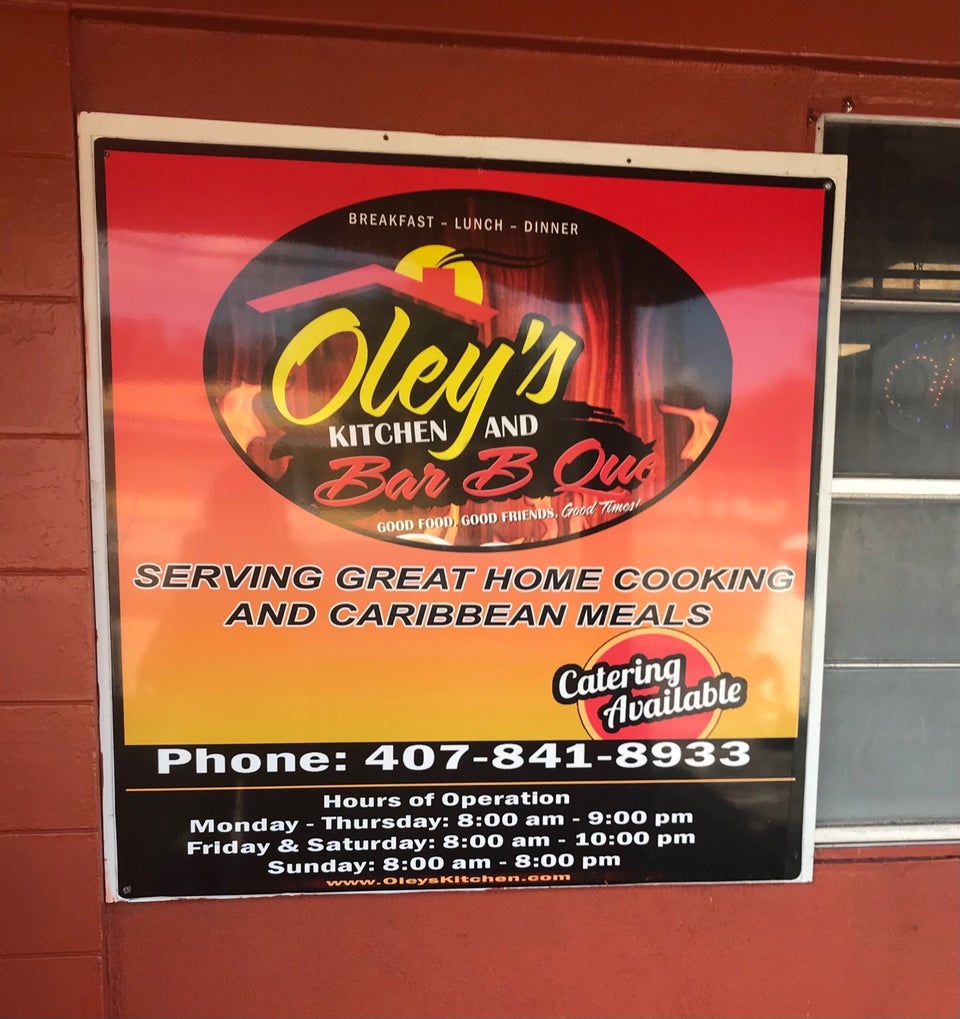 BREAKFAST – LUNCH – DINNER
Oley's
KITCHEN AND
Bar B Que
GOOD FOOD. GOOD FRIENDS. Good Times!
SERVING GREAT HOME COOKING
AND CARIBBEAN MEALS
Catering
Available
Phone: 407-841-8933
Hours of Operation
Monday - Thursday: 8:00 am - 9:00 pm
Friday & Saturday: 8:00 am - 10:00 pm
Sunday: 8:00 am - 8:00 pm
www.OleysKitchen.com